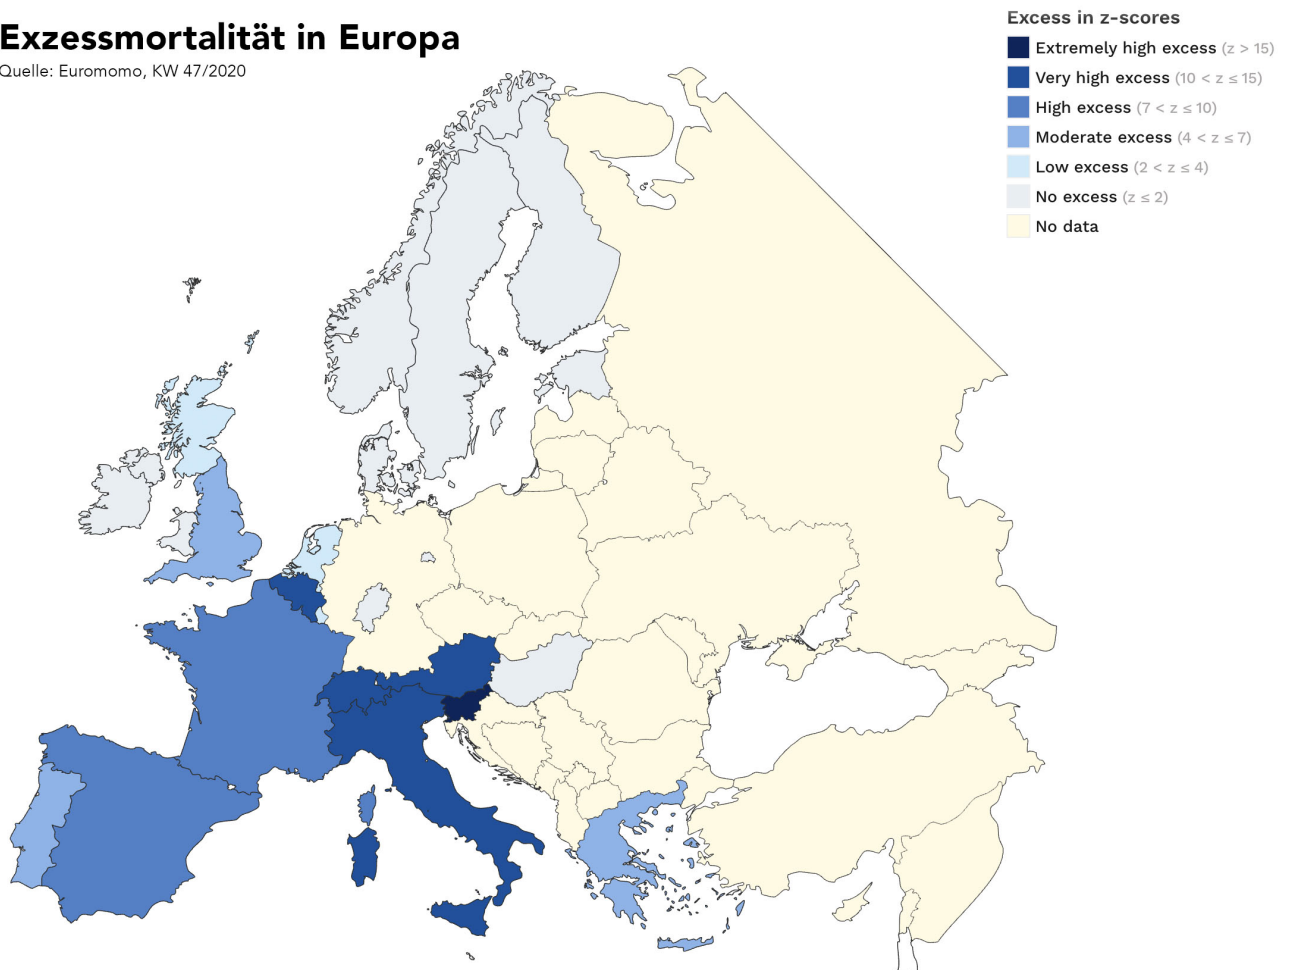 Exzessmortalität in Europa
Quelle: Euromomo, KW 47/2020
Excess in z-scores
Extremely high excess (z > 15)
Very high excess (10 < z ≤ 15)
High excess (7 < z ≤ 10)
Moderate excess (4 < z ≤ 7)
Low excess (2 < z ≤ 4)
No excess (z ≤ 2)
No data